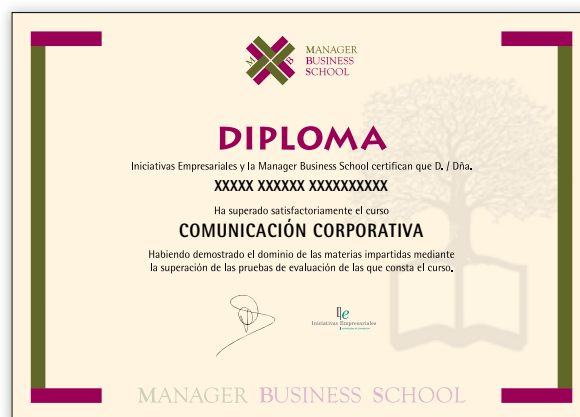 M B
MANAGER
BUSINESS
SCHOOL
DIPLOMA
Iniciativas Empresariales y la Manager Business School certifican que D. / Dña.
XXXXX XXXXXX XXXXXXXXXX
Ha superado satisfactoriamente el curso
COMUNICACIÓN CORPORATIVA
Habiendo demostrado el dominio de las materias impartidas mediante
la superación de las pruebas de evaluación de las que consta el curso.
Ie
Iniciativas Empresariales
MANAGER BUSINESS SCHOOL